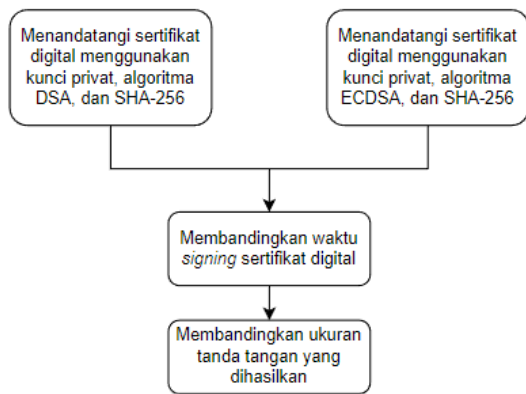 Menandatangi sertifikat
digital menggunakan
kunci privat, algoritma
DSA, dan SHA-256
Menandatangi sertifikat
digital menggunakan
kunci privat, algoritma
ECDSA, dan SHA-256
Membandingkan waktu
signing sertifikat digital
Membandingkan ukuran
tanda tangan yang
dihasilkan